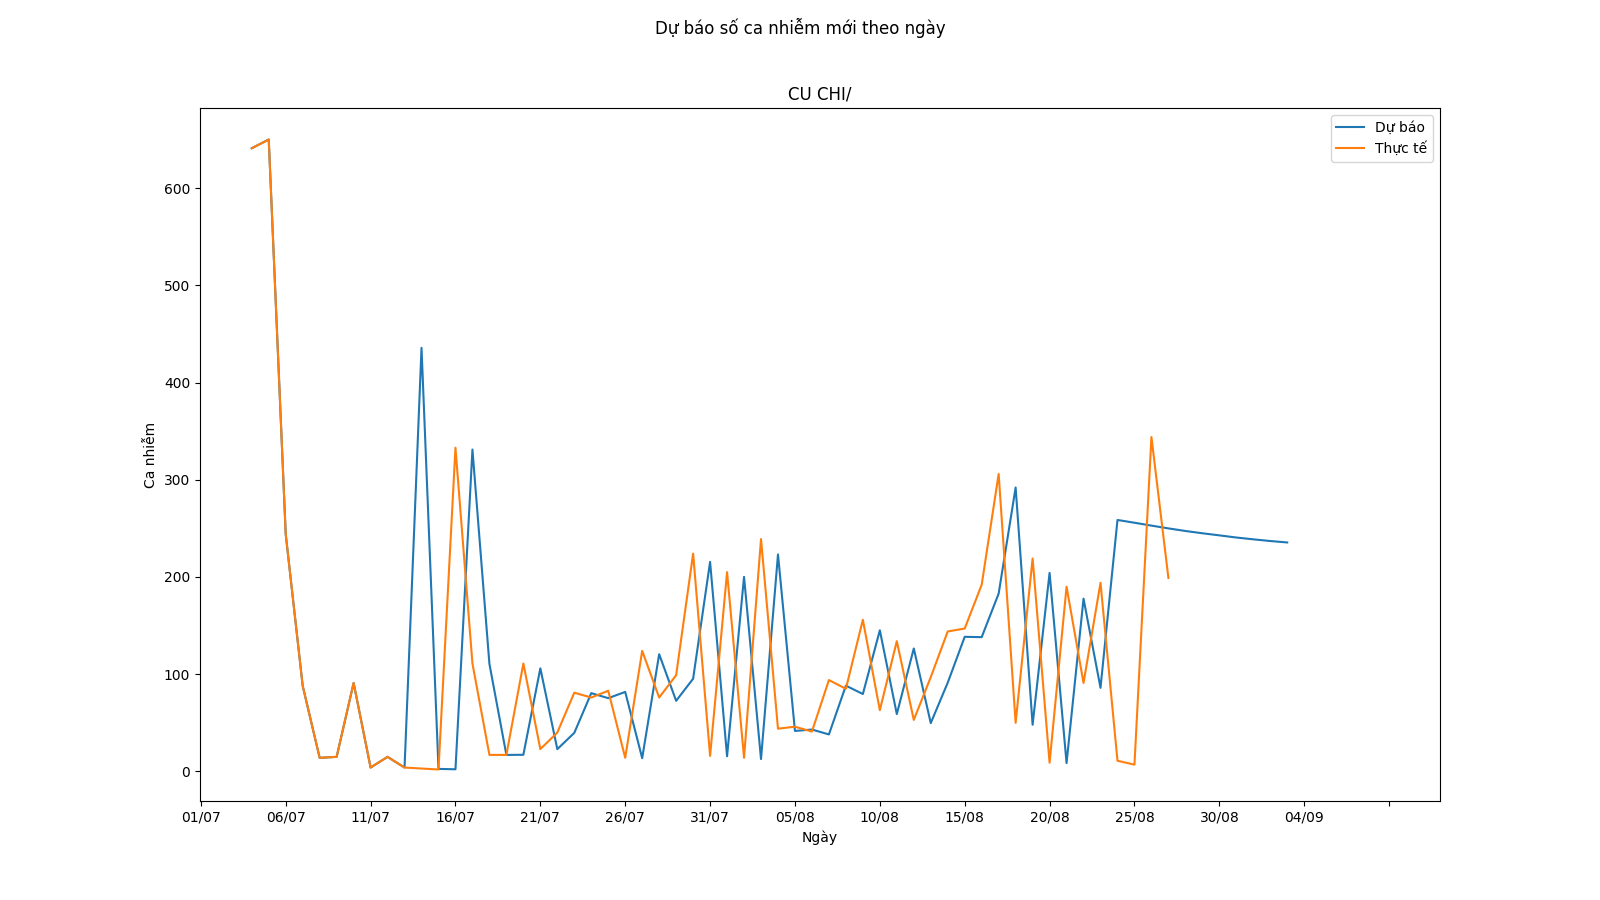 Dự báo số ca nhiễm mới theo ngày
CU CHI/
Dự báo
Thực tế
600
500
400
300
200
100
0
Ca nhiễm
01/07 06/07 11/07 16/07 21/07 26/07 31/07 05/08 10/08 15/08 20/08 25/08 30/08 04/09
Ngày